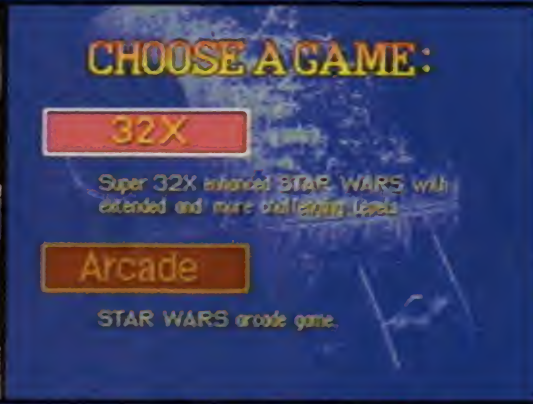 CHOOSE A GAME:
32X
Super 32X enhanced STAR WARS with
extended and more challenging levels.
Arcade
STAR WARS arcade game.